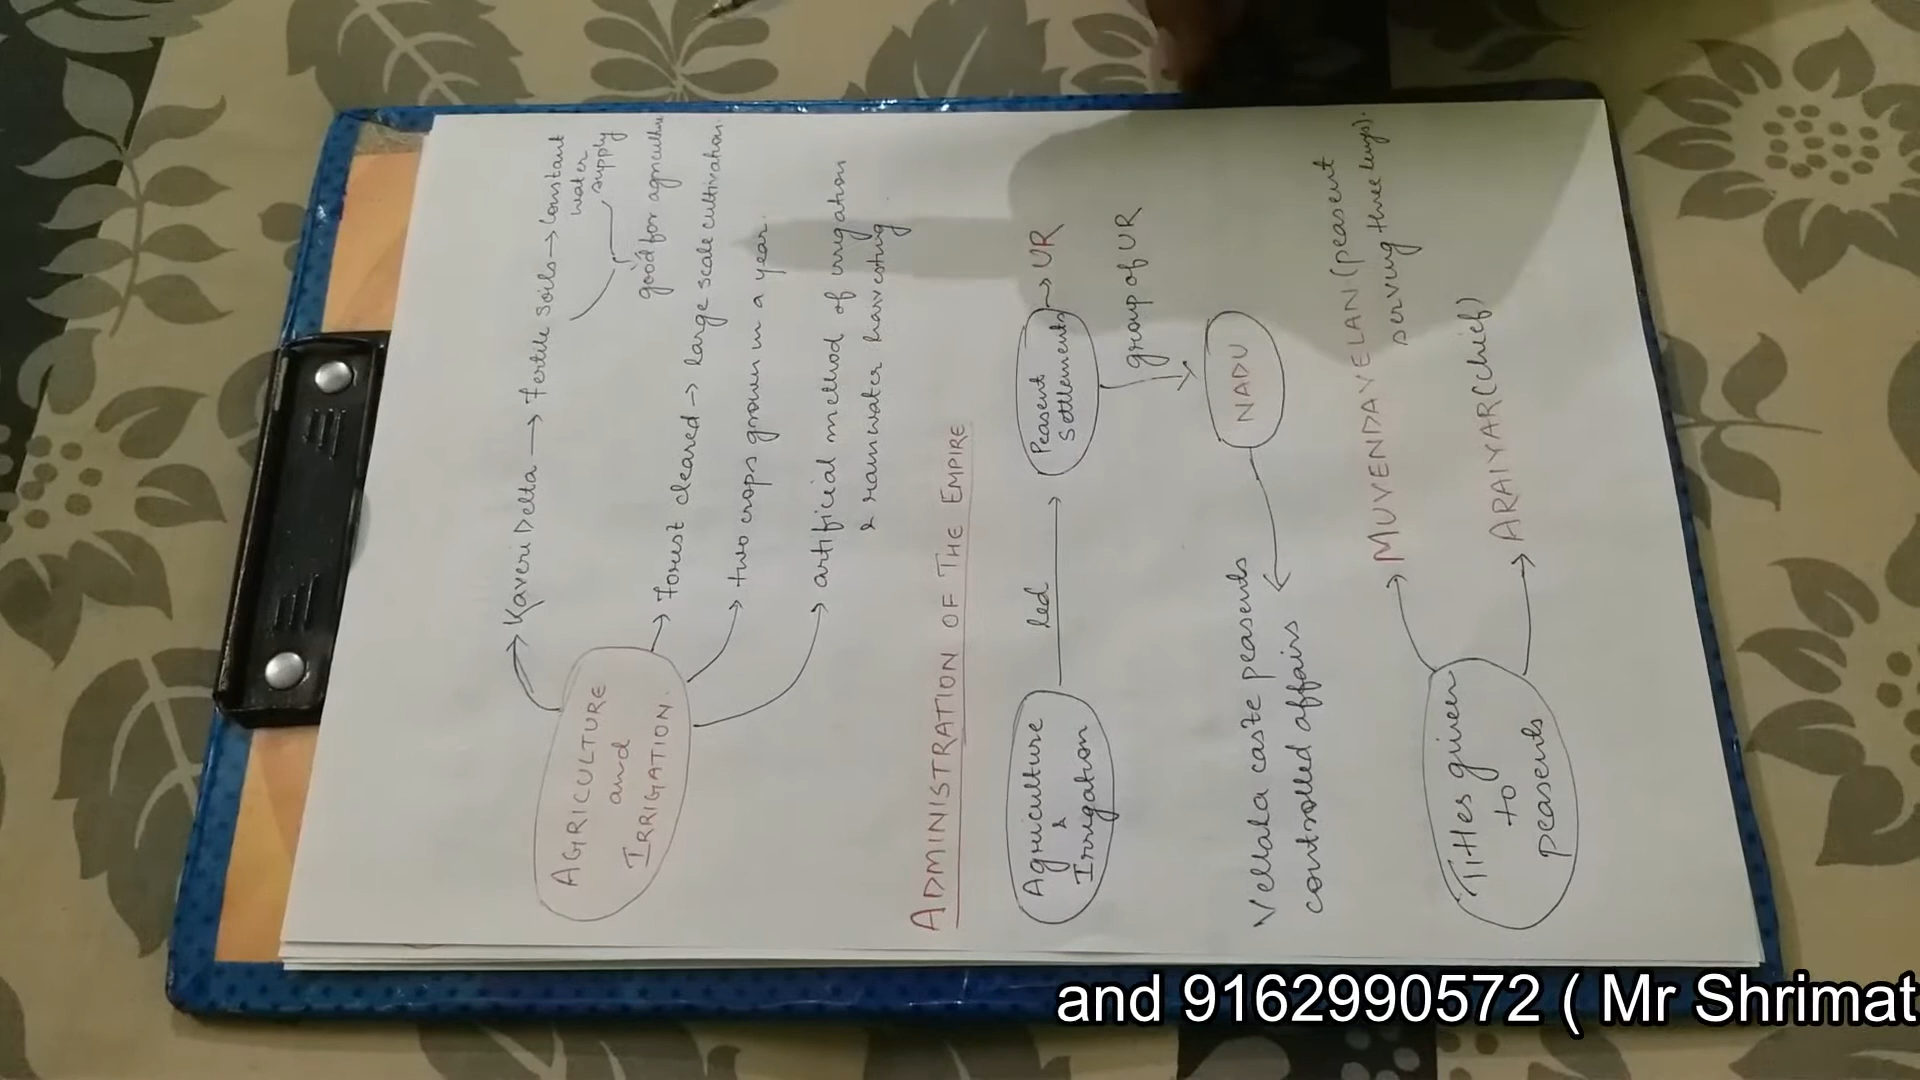 AGRICULTURE
and
IRRIGATION.
Kaveri Delta → Fertile soils → Constant
water
supply
good for agriculture
Forest cleared → large scale cultivation.
two crops grown in a year.
artificial method of irrigation
& rainwater harvesting
ADMINISTRATION OF THE EMPIRE
Agriculture
&
Irrigation
led
Peasent
Settlements → UR
group of UR
NADU
Vellala caste peasents
controlled affairs
Titles given
to
peasents
MUVENDAVELAN (peasent
serving three kings).
ARAIYAR (chief)
and 9162990572 ( Mr Shrimat